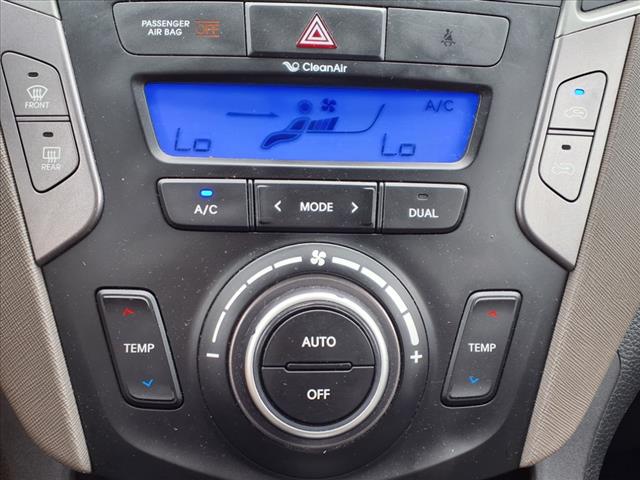 PASSENGER
AIR BAG OFF
CleanAir
FRONT
REAR
A/C
Lo Lo
A/C < MODE > DUAL
TEMP
AUTO
OFF
TEMP